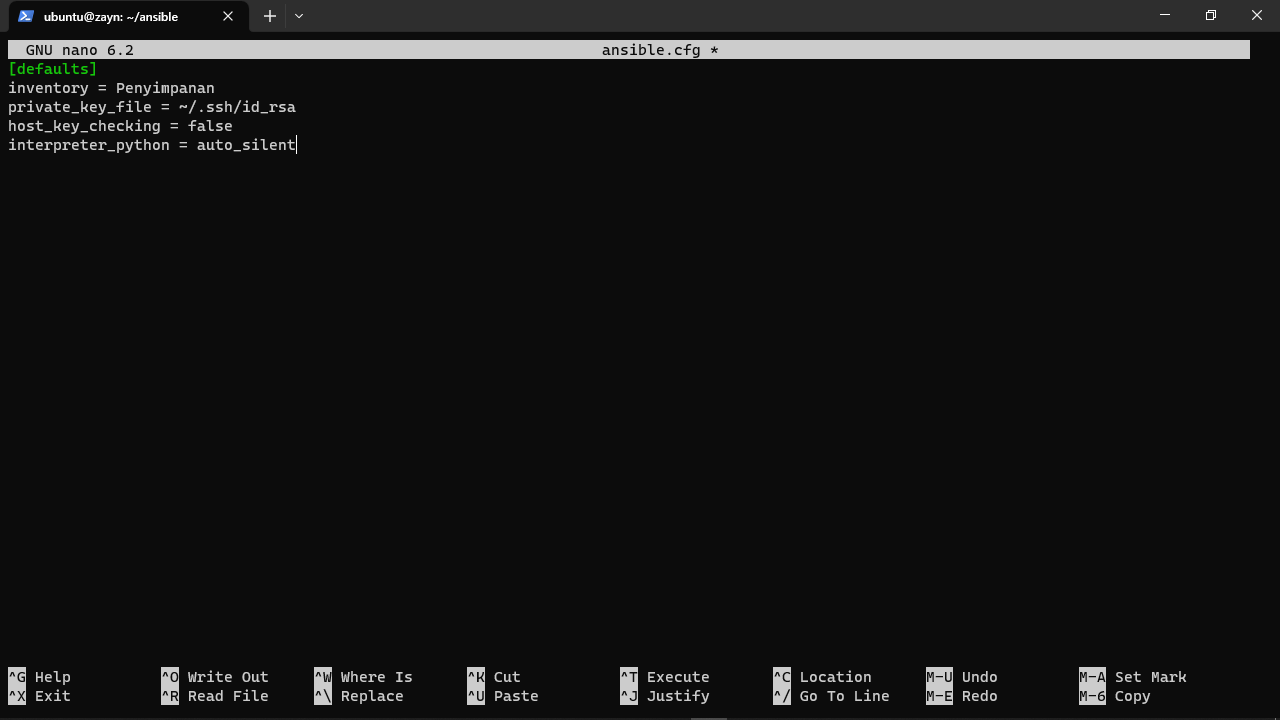 ubuntu@zayn: ~/ansible
GNU nano 6.2 ansible.cfg *
[defaults]
inventory = Penyimpanan
private_key_file = ~/.ssh/id_rsa
host_key_checking = false
interpreter_python = auto_silent
^G Help ^O Write Out ^W Where Is ^K Cut ^T Execute ^C Location M-U Undo M-A Set Mark
^X Exit ^R Read File ^\ Replace ^U Paste ^J Justify ^/ Go To Line M-E Redo M-6 Copy